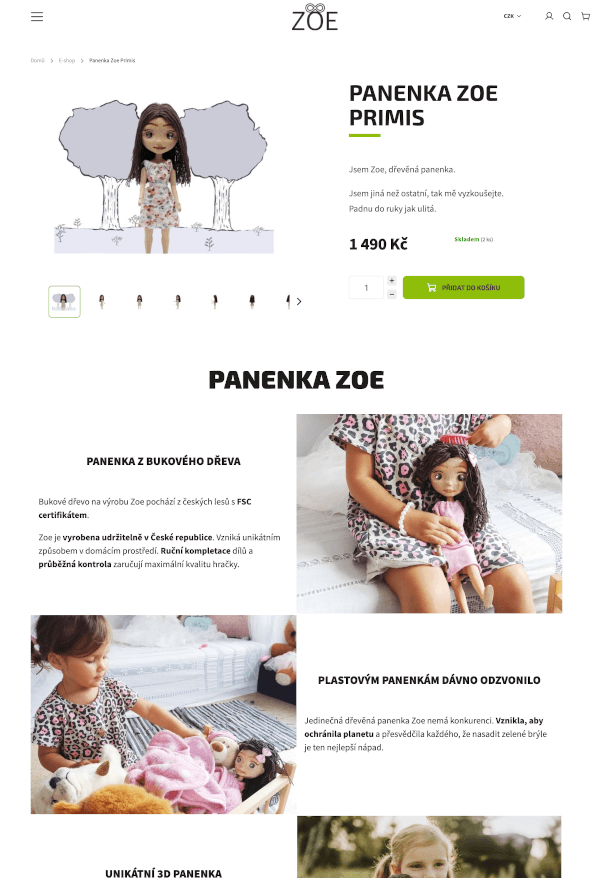 ZOE
CZK
Domů > E-shop > Panenka Zoe Primis
PANENKA ZOE
PRIMIS
Jsem Zoe, dřevěná panenka.
Jsem jiná než ostatní, tak mě vyzkoušejte.
Padnu do ruky jak ulitá.
1 490 Kč
Skladem (2 ks)
1
+
−
PŘIDAT DO KOŠÍKU
PANENKA ZOE
PANENKA Z BUKOVÉHO DŘEVA
Bukové dřevo na výrobu Zoe pochází z českých lesů s FSC
certifikátem.
Zoe je vyrobena udržitelně v České republice. Vzniká unikátním
způsobem v domácím prostředí. Ruční kompletace dílů a
průběžná kontrola zaručují maximální kvalitu hračky.
PLASTOVÝM PANENKÁM DÁVNO ODZVONILO
Jedinečná dřevěná panenka Zoe nemá konkurenci. Vznikla, aby
ochránila planetu a přesvědčila každého, že nasadit zelené brýle
je ten nejlepší nápad.
UNIKÁTNÍ 3D PANENKA